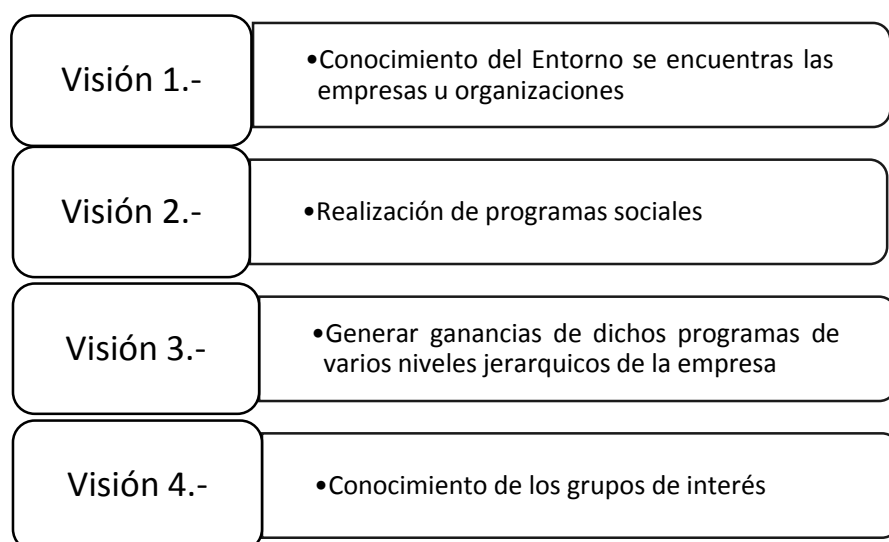 Visión 1.-
•Conocimiento del Entorno se encuentras las
empresas u organizaciones
Visión 2.-
•Realización de programas sociales
Visión 3.-
•Generar ganancias de dichos programas de
varios niveles jerarquicos de la empresa
Visión 4.-
•Conocimiento de los grupos de interés